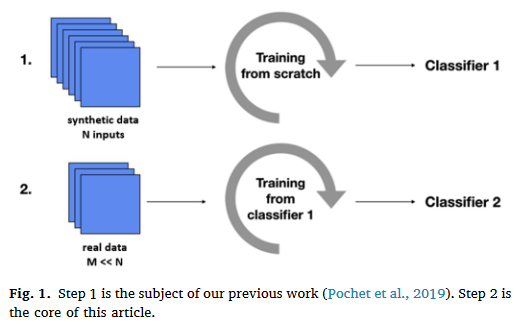 1.
synthetic data
N inputs
Training
from scratch
Classifier 1
2.
real data
M << N
Training
from
classifier 1
Classifier 2
Fig. 1. Step 1 is the subject of our previous work (Pochet et al., 2019). Step 2 is
the core of this article.